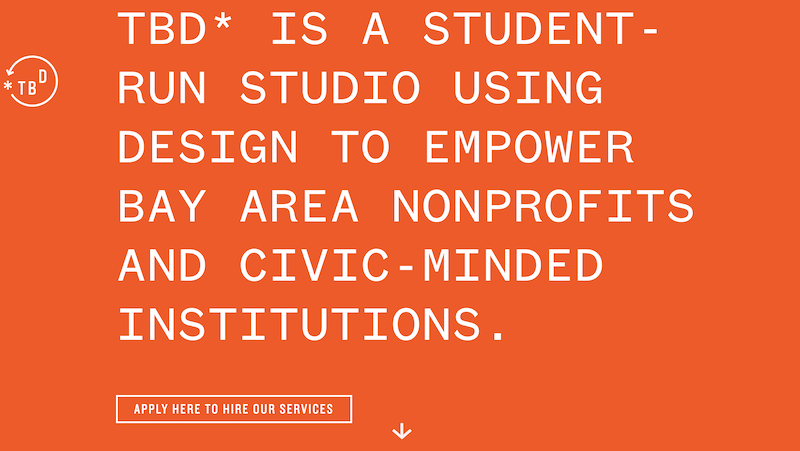 TBD* IS A STUDENT-
RUN STUDIO USING
DESIGN TO EMPOWER
BAY AREA NONPROFITS
AND CIVIC-MINDED
INSTITUTIONS.
*TBD
APPLY HERE TO HIRE OUR SERVICES